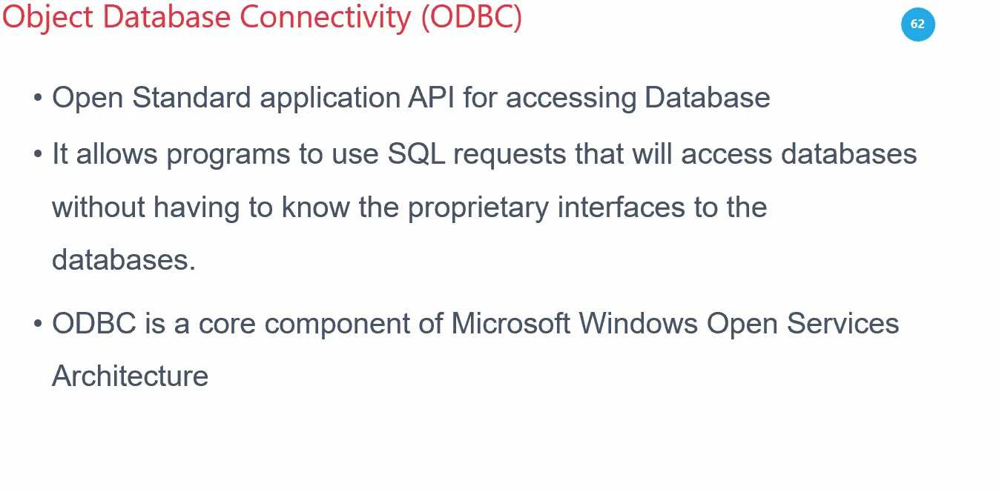 Object Database Connectivity (ODBC)
62
• Open Standard application API for accessing Database
• It allows programs to use SQL requests that will access databases
without having to know the proprietary interfaces to the
databases.
• ODBC is a core component of Microsoft Windows Open Services
Architecture